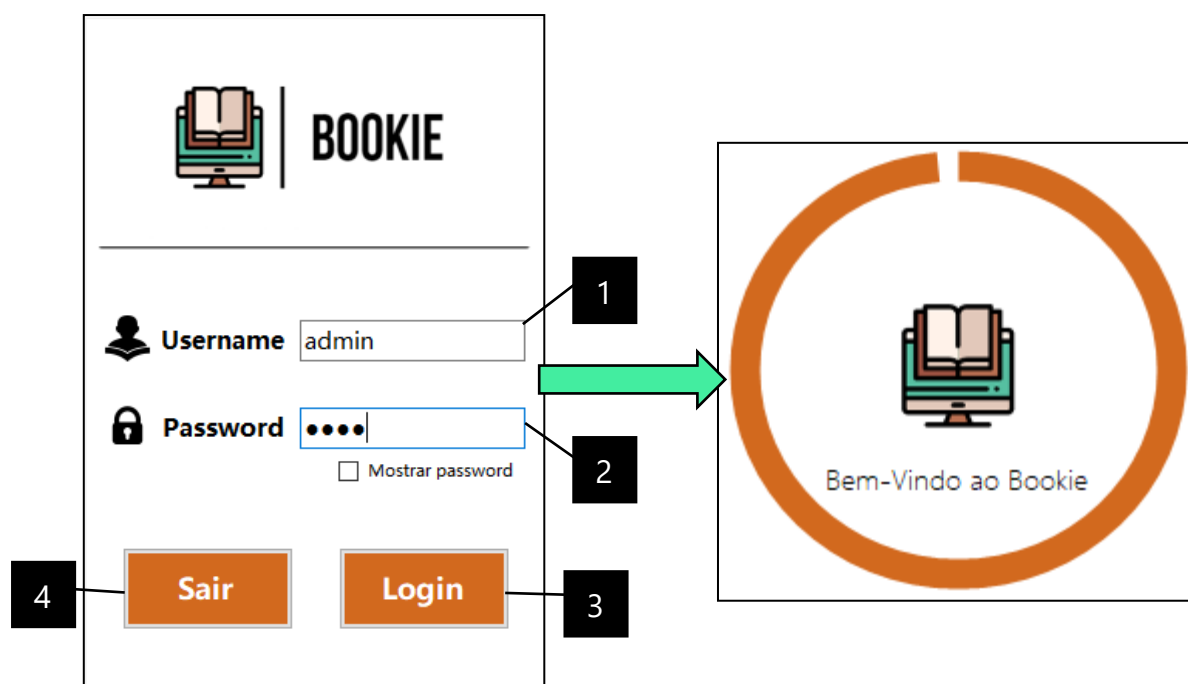 BOOKIE
1
Username admin
Password ••••
2
Mostrar password
Bem-Vindo ao Bookie
4
Sair
Login
3